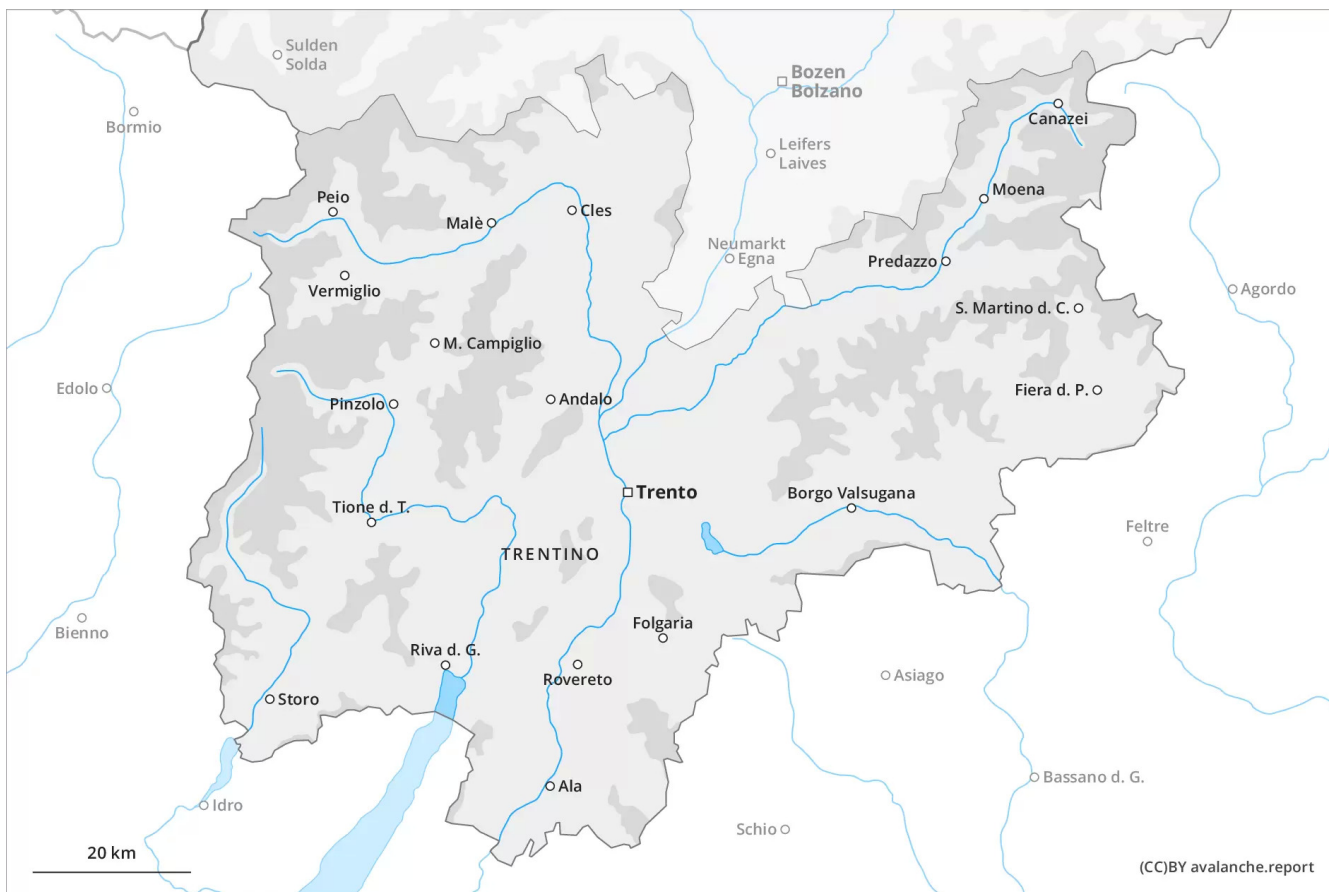 Sulden
Solda
Bozen
Bolzano
Canazei
Bormio
Leifers
Laives
Peio
Moena
Malè
Cles
Neumarkt
Egna
Predazzo
Vermiglio
Agordo
S. Martino d. C.
M. Campiglio
Edolo
Pinzolo
Andalo
Fiera d. P.
Trento
Borgo Valsugana
Tione d. T.
Feltre
TRENTINO
Bienno
Folgaria
Riva d. G.
Rovereto
Asiago
Storo
Bassano d. G.
Ala
Idro
Schio
20 km
(CC)BY avalanche.report